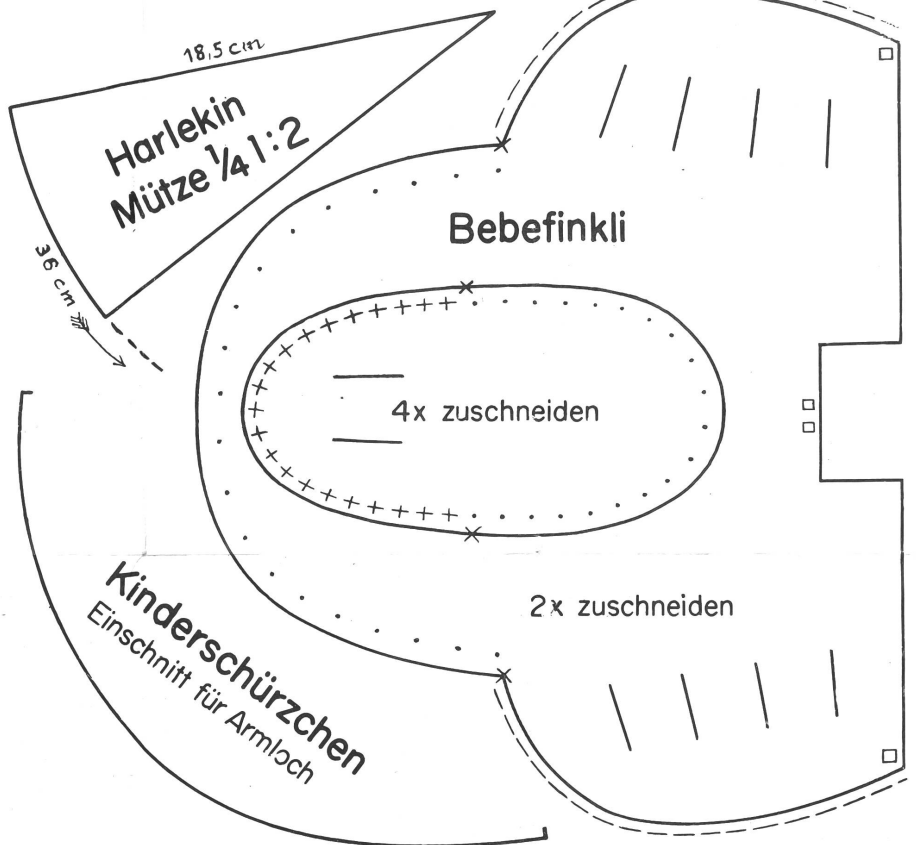 18,5 cm
Harlekin
Mütze ¼ 1:2
36 cm
Bebefinkli
4x zuschneiden
2x zuschneiden
Kinderschürzchen
Einschnitt für Armloch